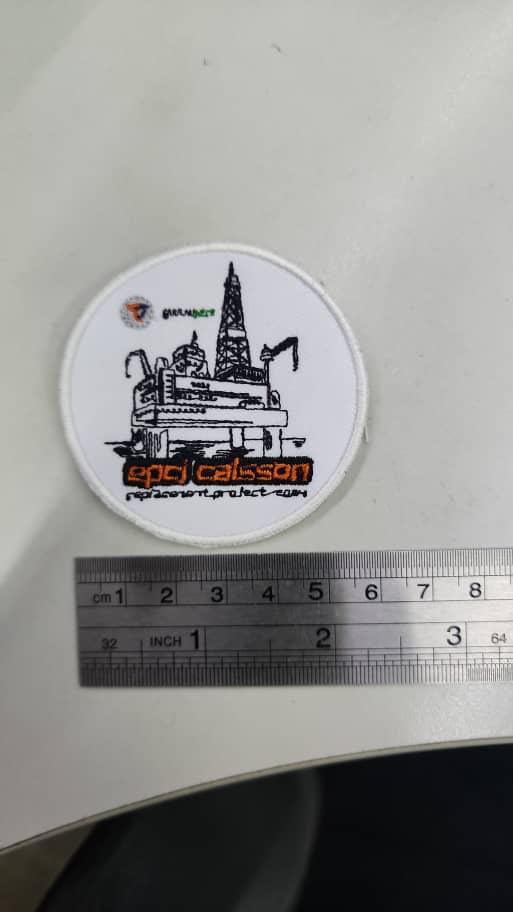 epci caisson
replacement project 2024
cm 1 2 3 4 5 6 7 8
32 INCH 1 2 3 64